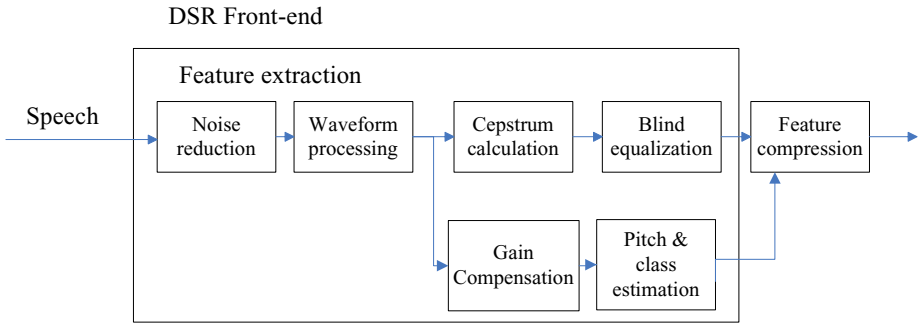 DSR Front-end
Feature extraction
Speech
Noise
reduction
Waveform
processing
Cepstrum
calculation
Blind
equalization
Feature
compression
Gain
Compensation
Pitch &
class
estimation